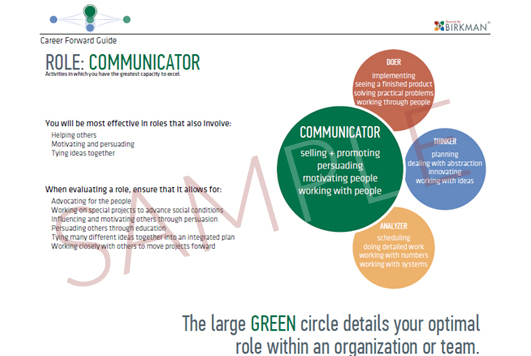 Powered by
BIRKMAN®
Career Forward Guide
ROLE: COMMUNICATOR
Activities in which you have the greatest capacity to excel.
You will be most effective in roles that also involve:
Helping others
Motivating and persuading
Tying ideas together
When evaluating a role, ensure that it allows for:
Advocating for the people
Working on special projects to advance social conditions
Influencing and motivating others through persuasion
Persuading others through education
Tying many different ideas together into an integrated plan
Working closely with others to move projects forward
DOER
implementing
seeing a finished product
solving practical problems
working through people
COMMUNICATOR
selling + promoting
persuading
motivating people
working with people
THINKER
planning
dealing with abstraction
innovating
working with ideas
ANALYZER
scheduling
doing detailed work
working with numbers
working with systems
SAMPLE
The large GREEN circle details your optimal
role within an organization or team.